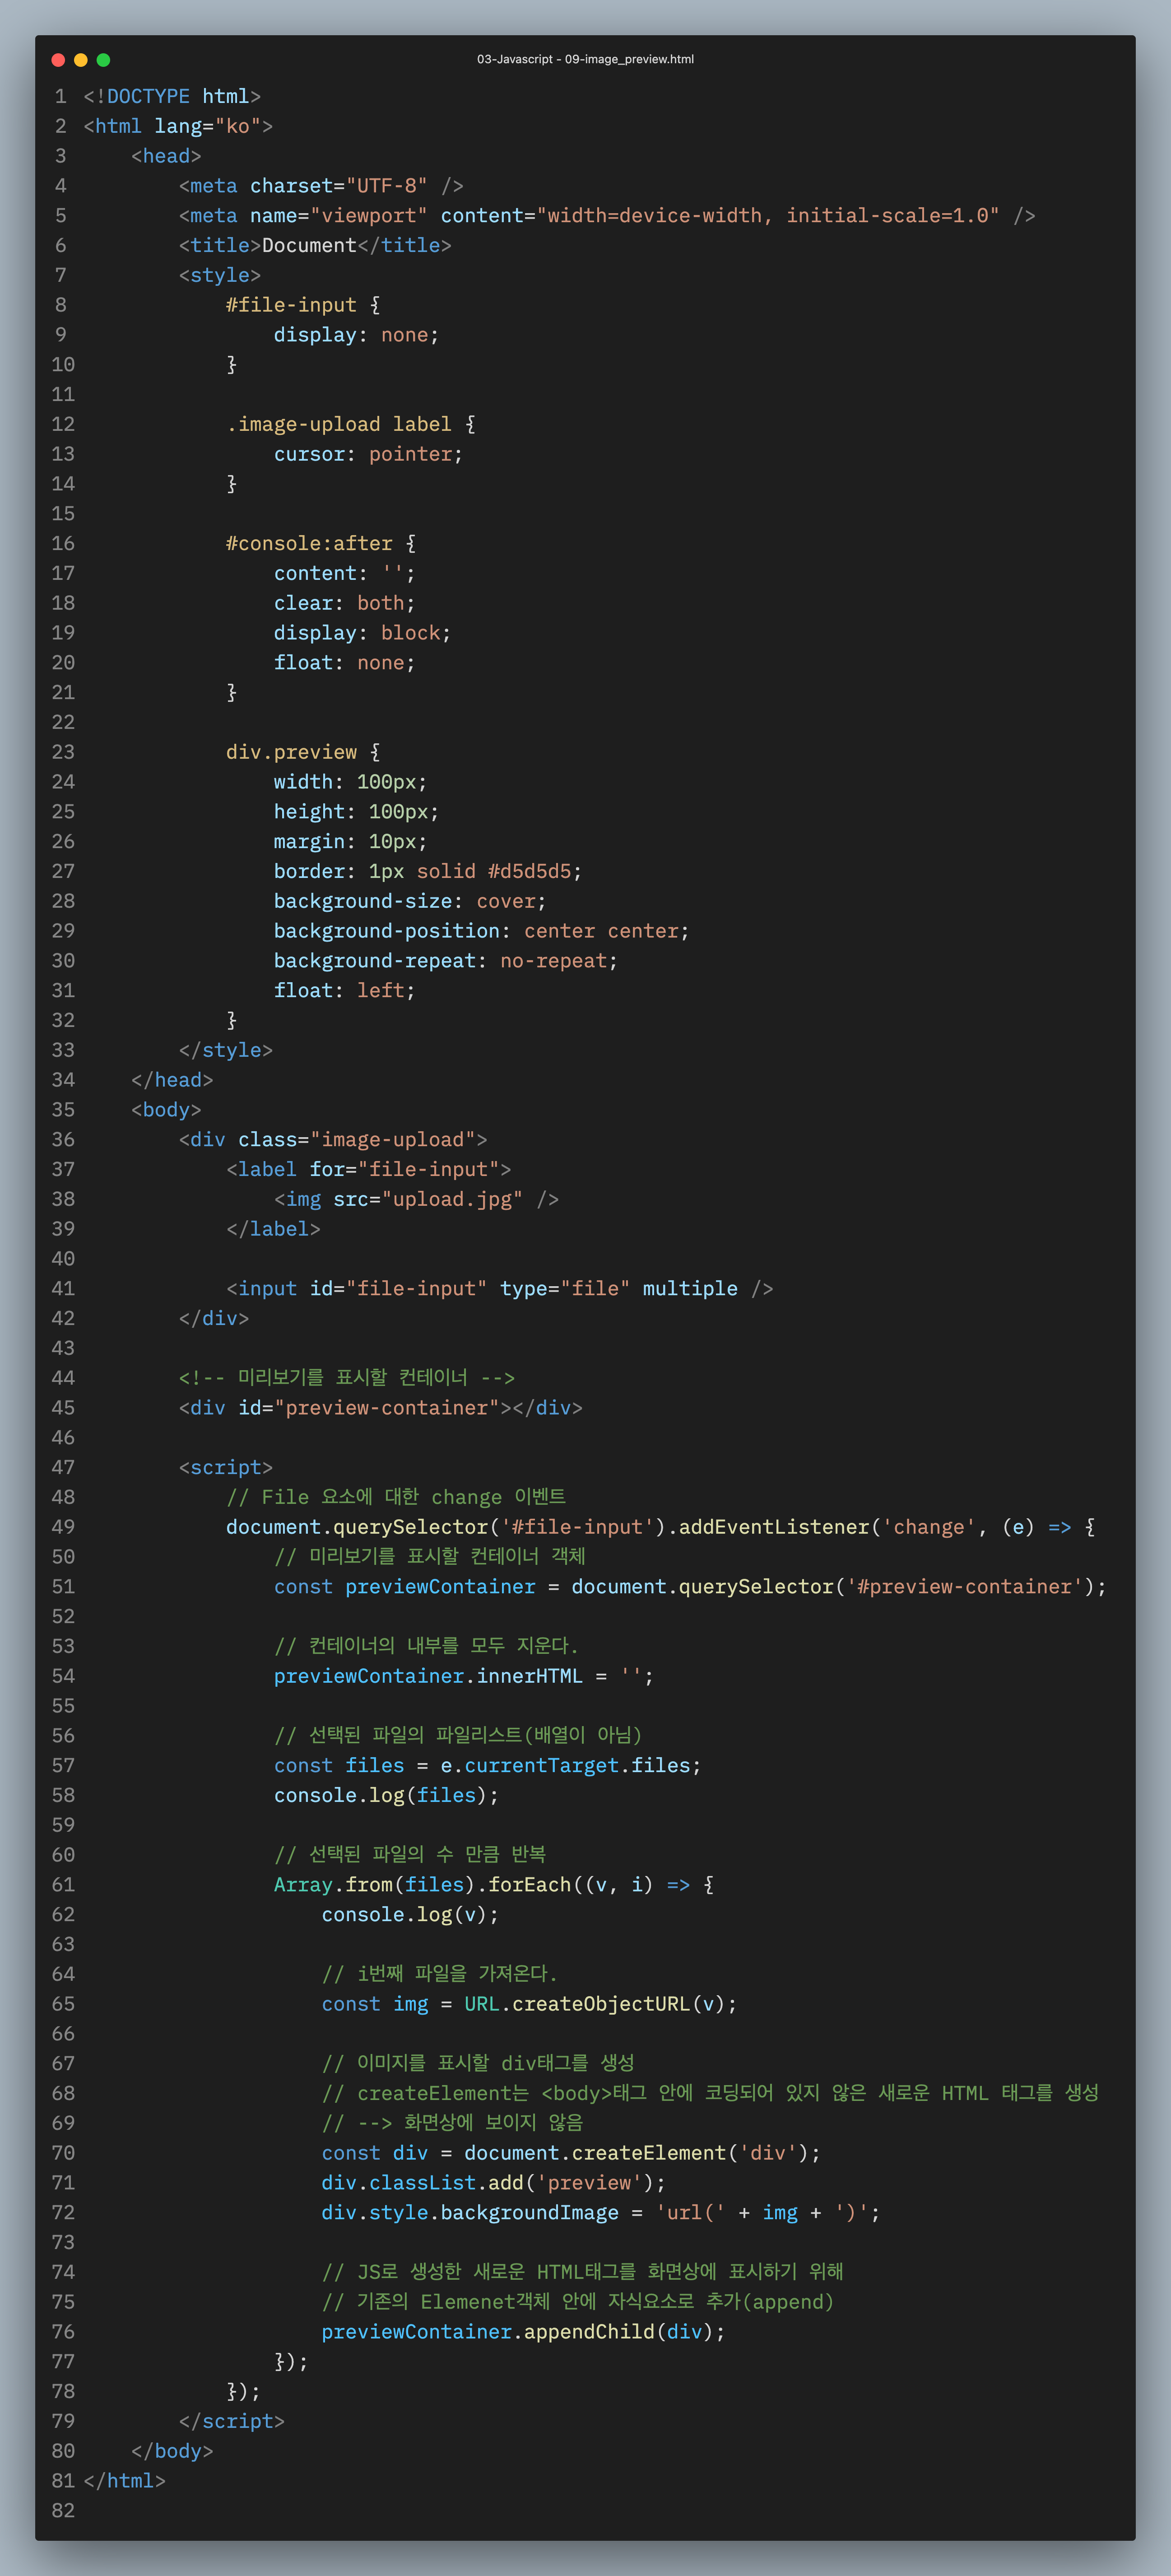 03-Javascript - 09-image_preview.html
1 <!DOCTYPE html>
2 <html lang="ko">
3     <head>
4         <meta charset="UTF-8" />
5         <meta name="viewport" content="width=device-width, initial-scale=1.0" />
6         <title>Document</title>
7         <style>
8             #file-input {
9                 display: none;
10             }
11
12             .image-upload label {
13                 cursor: pointer;
14             }
15
16             #console:after {
17                 content: '';
18                 clear: both;
19                 display: block;
20                 float: none;
21             }
22
23             div.preview {
24                 width: 100px;
25                 height: 100px;
26                 margin: 10px;
27                 border: 1px solid #d5d5d5;
28                 background-size: cover;
29                 background-position: center center;
30                 background-repeat: no-repeat;
31                 float: left;
32             }
33         </style>
34     </head>
35     <body>
36         <div class="image-upload">
37             <label for="file-input">
38                 <img src="upload.jpg" />
39             </label>
40
41             <input id="file-input" type="file" multiple />
42         </div>
43
44         <!-- 미리보기를 표시할 컨테이너 -->
45         <div id="preview-container"></div>
46
47         <script>
48             // File 요소에 대한 change 이벤트
49             document.querySelector('#file-input').addEventListener('change', (e) => {
50                 // 미리보기를 표시할 컨테이너 객체
51                 const previewContainer = document.querySelector('#preview-container');
52
53                 // 컨테이너의 내부를 모두 지운다.
54                 previewContainer.innerHTML = '';
55
56                 // 선택된 파일의 파일리스트(배열이 아님)
57                 const files = e.currentTarget.files;
58                 console.log(files);
59
60                 // 선택된 파일의 수 만큼 반복
61                 Array.from(files).forEach((v, i) => {
62                     console.log(v);
63
64                     // i번째 파일을 가져온다.
65                     const img = URL.createObjectURL(v);
66
67                     // 이미지를 표시할 div태그를 생성
68                     // createElement는 <body>태그 안에 코딩되어 있지 않은 새로운 HTML 태그를 생성
69                     // --> 화면상에 보이지 않음
70                     const div = document.createElement('div');
71                     div.classList.add('preview');
72                     div.style.backgroundImage = 'url(' + img + ')';
73
74                     // JS로 생성한 새로운 HTML태그를 화면상에 표시하기 위해
75                     // 기존의 Elemenet객체 안에 자식요소로 추가(append)
76                     previewContainer.appendChild(div);
77                 });
78             });
79         </script>
80     </body>
81 </html>
82